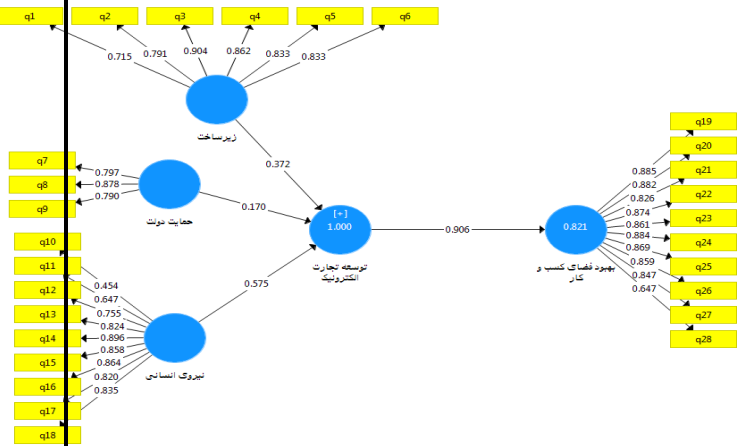 q1
q2
q3
q4
q5
q6
0.715
0.791
0.904
0.862
0.833
0.833
زیرساخت
0.372
q7
q8
q9
0.797
0.878
0.790
حمایت دولت
0.170
[+]
1.000
توسعه تجارت
الکترونیک
0.906
0.821
بهبود فضای کسب و
کار
q10
q11
q12
q13
q14
q15
q16
q17
q18
0.454
0.647
0.755
0.824
0.896
0.858
0.864
0.820
0.835
نیروی انسانی
0.575
q19
q20
q21
q22
q23
q24
q25
q26
q27
q28
0.885
0.882
0.826
0.874
0.861
0.884
0.869
0.859
0.847
0.647